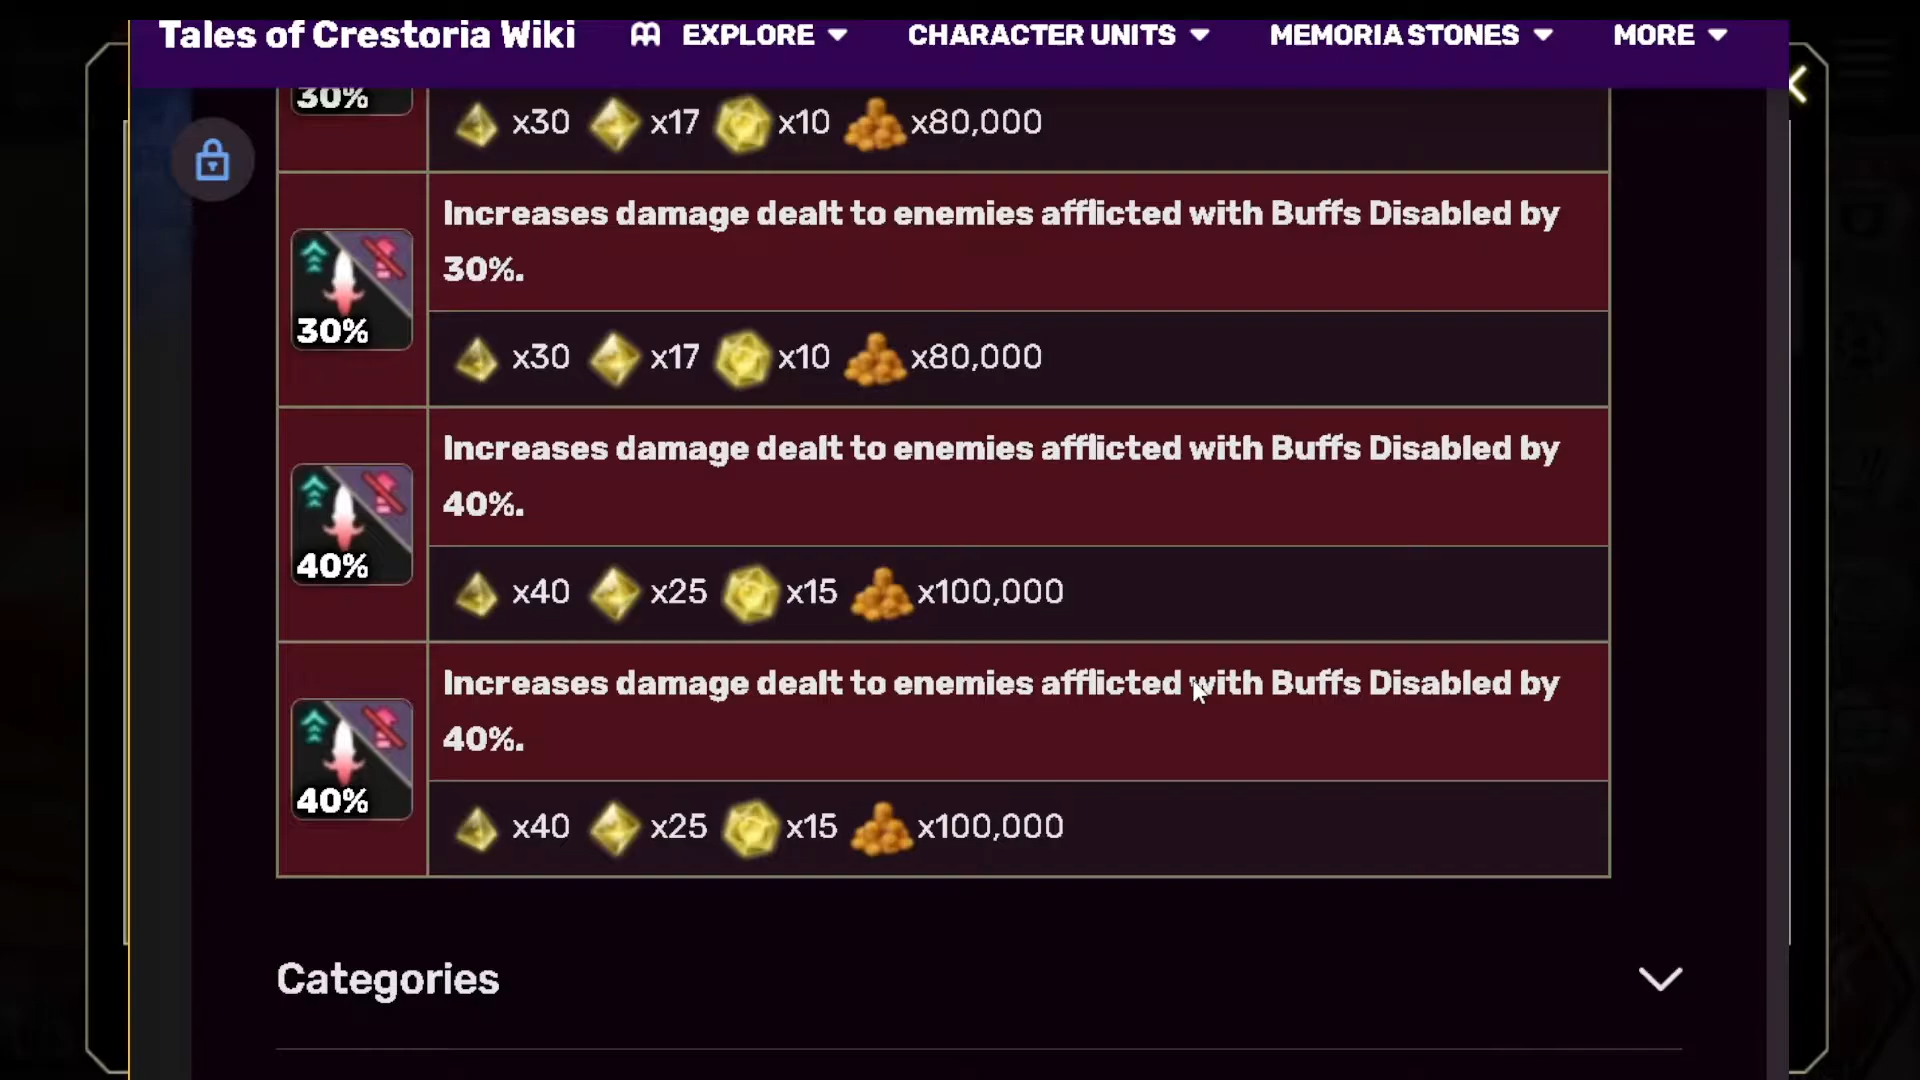 Tales of Crestoria Wiki EXPLORE CHARACTER UNITS MEMORIA STONES MORE
30%
x30 x17 x10 x80,000
Increases damage dealt to enemies afflicted with Buffs Disabled by
30%.
30%
x30 x17 x10 x80,000
Increases damage dealt to enemies afflicted with Buffs Disabled by
40%.
40%
x40 x25 x15 x100,000
Increases damage dealt to enemies afflicted with Buffs Disabled by
40%.
40%
x40 x25 x15 x100,000
Categories